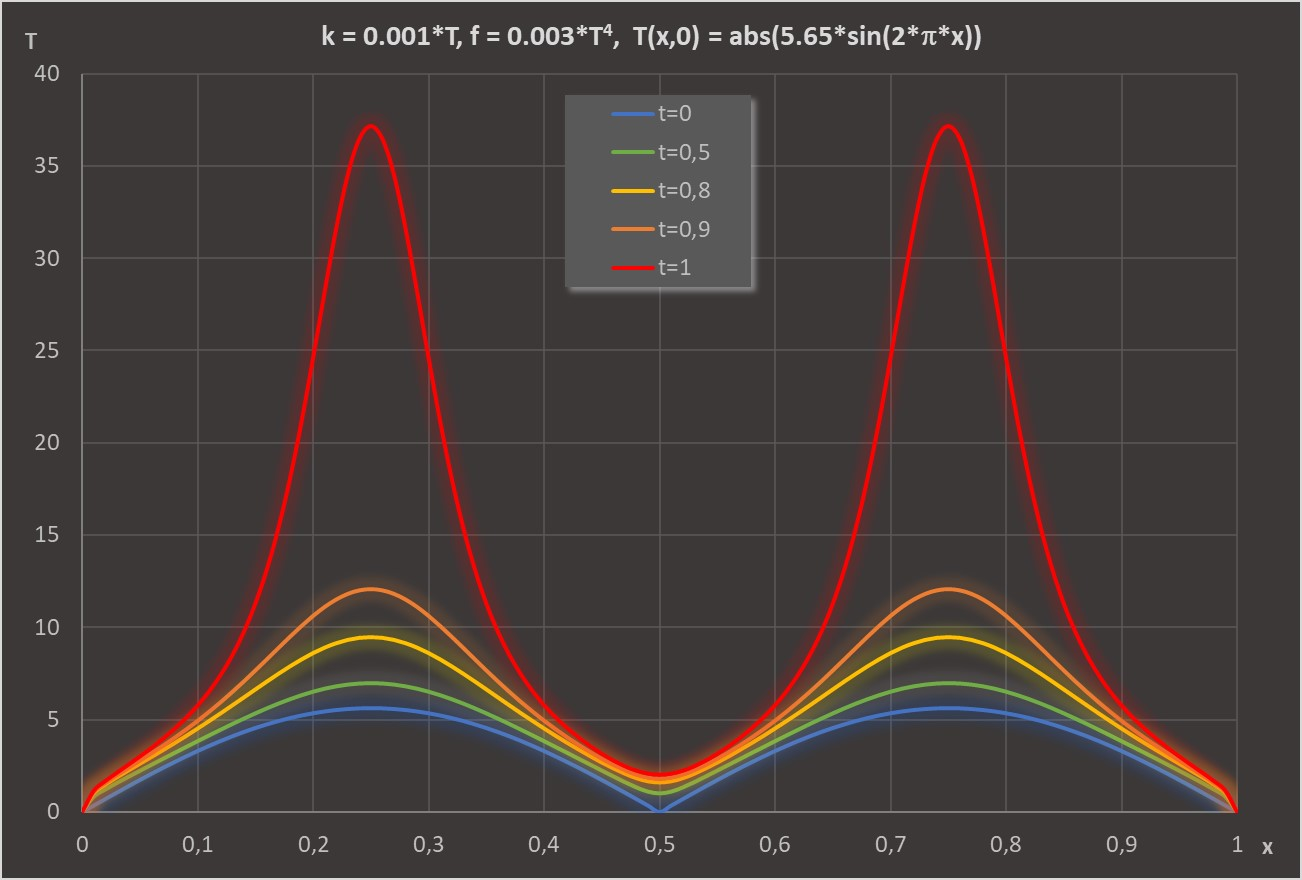 k = 0.001*T, f = 0.003*T⁴, T(x,0) = abs(5.65*sin(2*π*x))
T
40
35
30
25
20
15
10
5
0
t=0
t=0,5
t=0,8
t=0,9
t=1
0 0,1 0,2 0,3 0,4 0,5 0,6 0,7 0,8 0,9 1 x